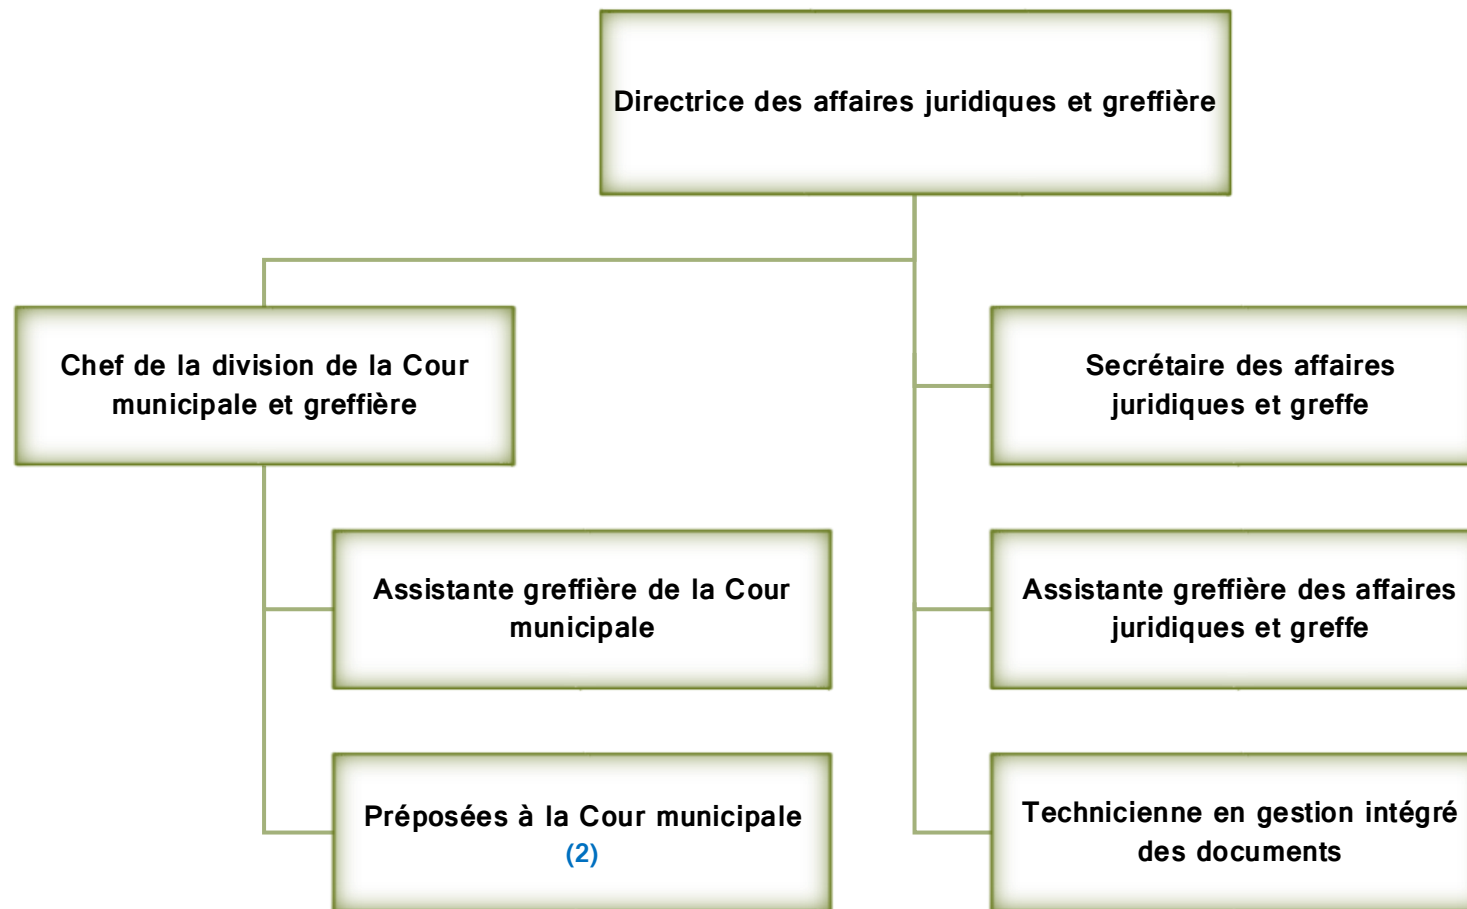 Directrice des affaires juridiques et greffière
Chef de la division de la Cour
municipale et greffière
Secrétaire des affaires
juridiques et greffe
Assistante greffière de la Cour
municipale
Assistante greffière des affaires
juridiques et greffe
Préposées à la Cour municipale
(2)
Technicienne en gestion intégré
des documents